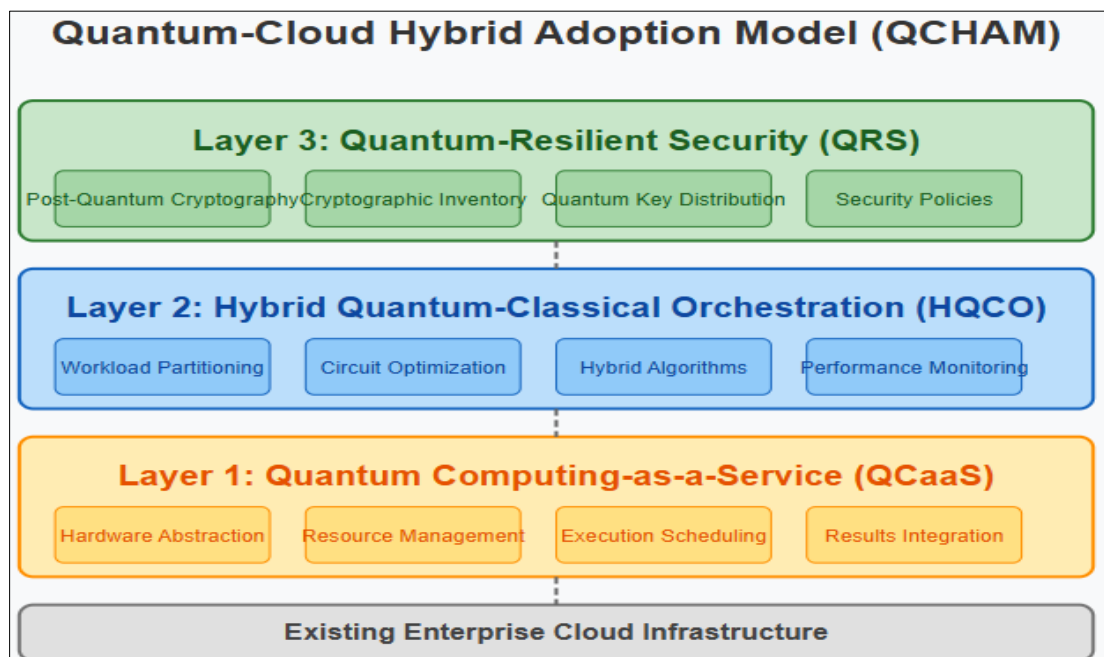 Quantum-Cloud Hybrid Adoption Model (QCHAM)
Layer 3: Quantum-Resilient Security (QRS)
Post-Quantum Cryptography
Cryptographic Inventory
Quantum Key Distribution
Security Policies
Layer 2: Hybrid Quantum-Classical Orchestration (HQCO)
Workload Partitioning
Circuit Optimization
Hybrid Algorithms
Performance Monitoring
Layer 1: Quantum Computing-as-a-Service (QCaaS)
Hardware Abstraction
Resource Management
Execution Scheduling
Results Integration
Existing Enterprise Cloud Infrastructure